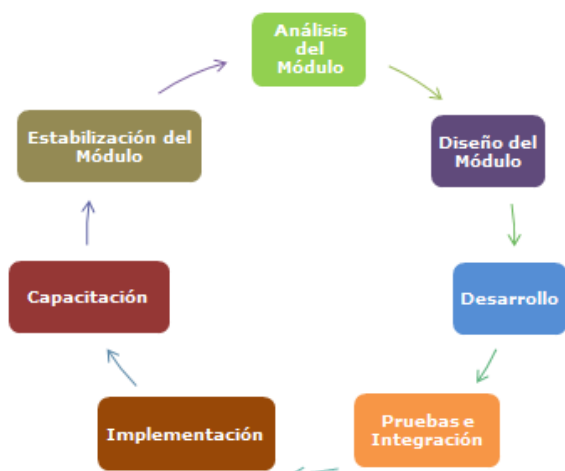 Análisis
del
Módulo
Diseño del
Módulo
Desarrollo
Pruebas e
Integración
Implementación
Capacitación
Estabilización del
Módulo